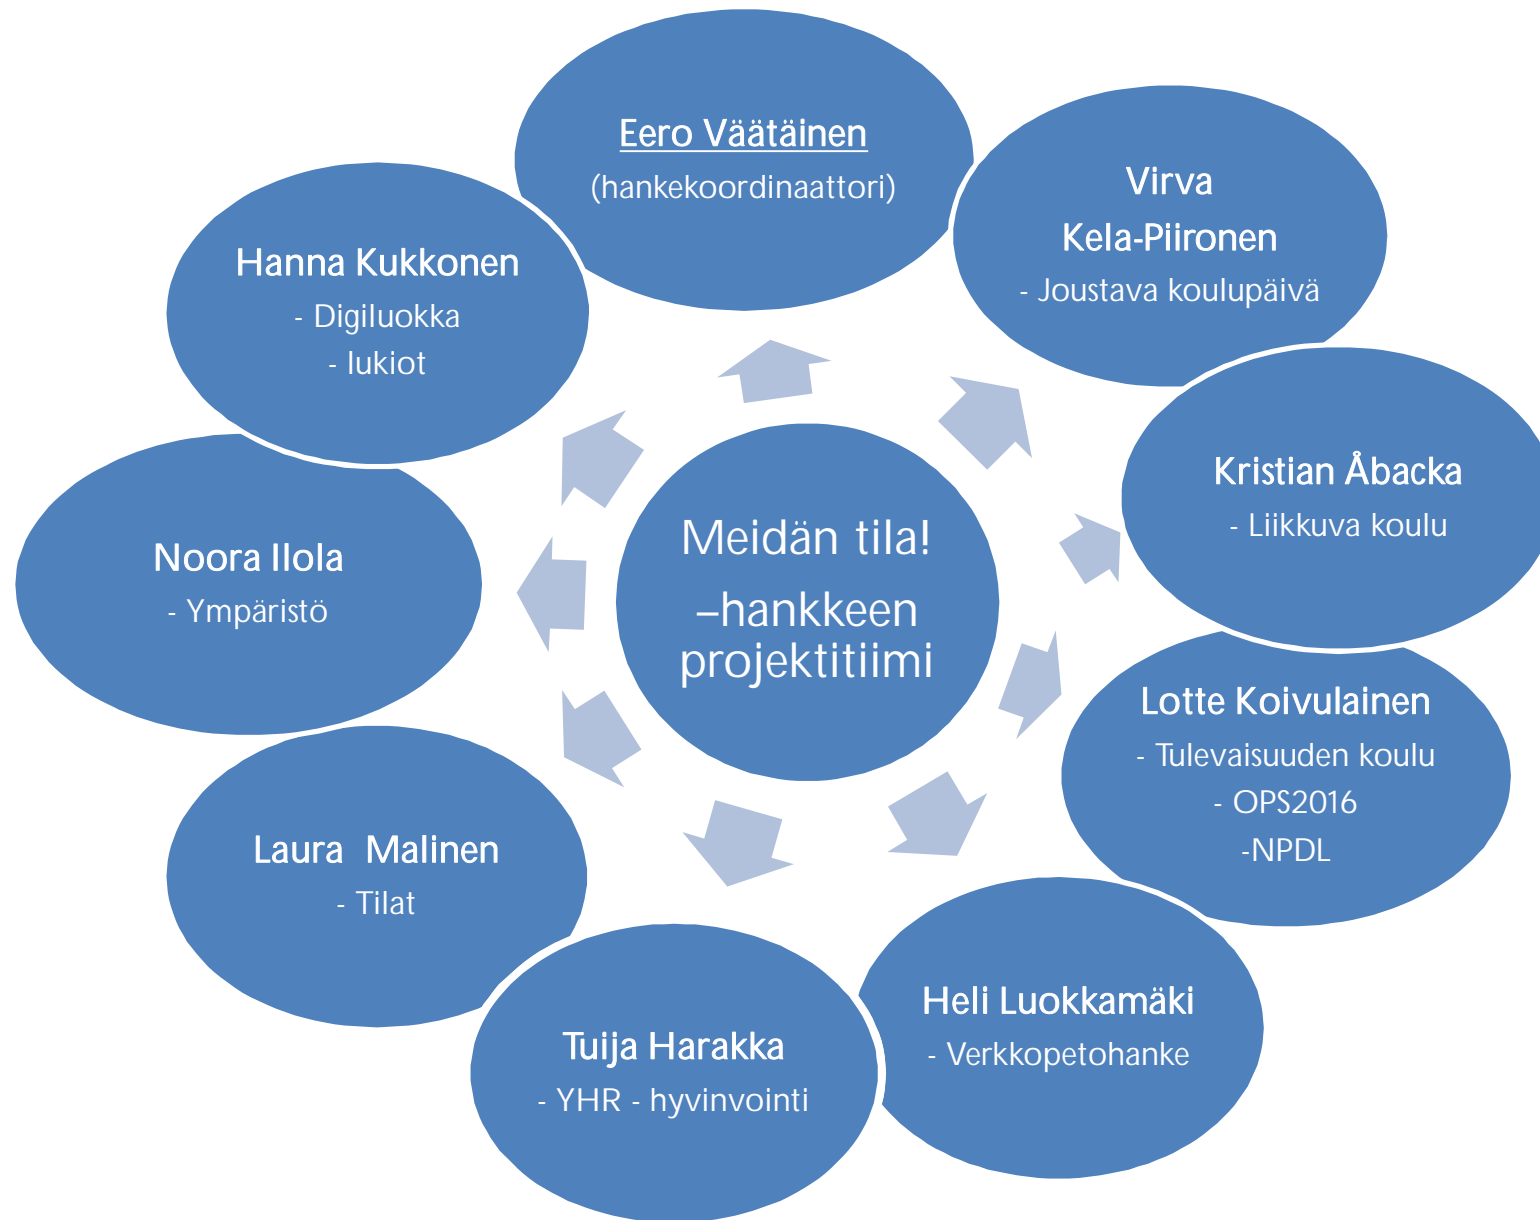 Eero Väätäinen
(hankekoordinaattori)
Virva
Kela-Piironen
- Joustava koulupäivä
Kristian Åbacka
- Liikkuva koulu
Lotte Koivulainen
- Tulevaisuuden koulu
- OPS2016
-NPDL
Heli Luokkamäki
- Verkkopetohanke
Tuija Harakka
- YHR - hyvinvointi
Laura  Malinen
- Tilat
Noora Ilola
- Ympäristö
Hanna Kukkonen
- Digiluokka
- lukiot
Meidän tila!
–hankkeen
projektitiimi